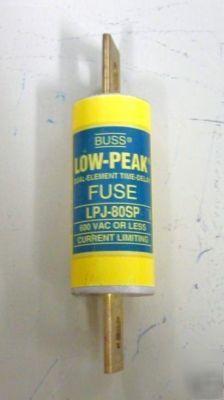 BUSS®
LOW-PEAK®
DUAL-ELEMENT TIME-DELAY
FUSE
LPJ-80SP
600 VAC OR LESS
CURRENT LIMITING